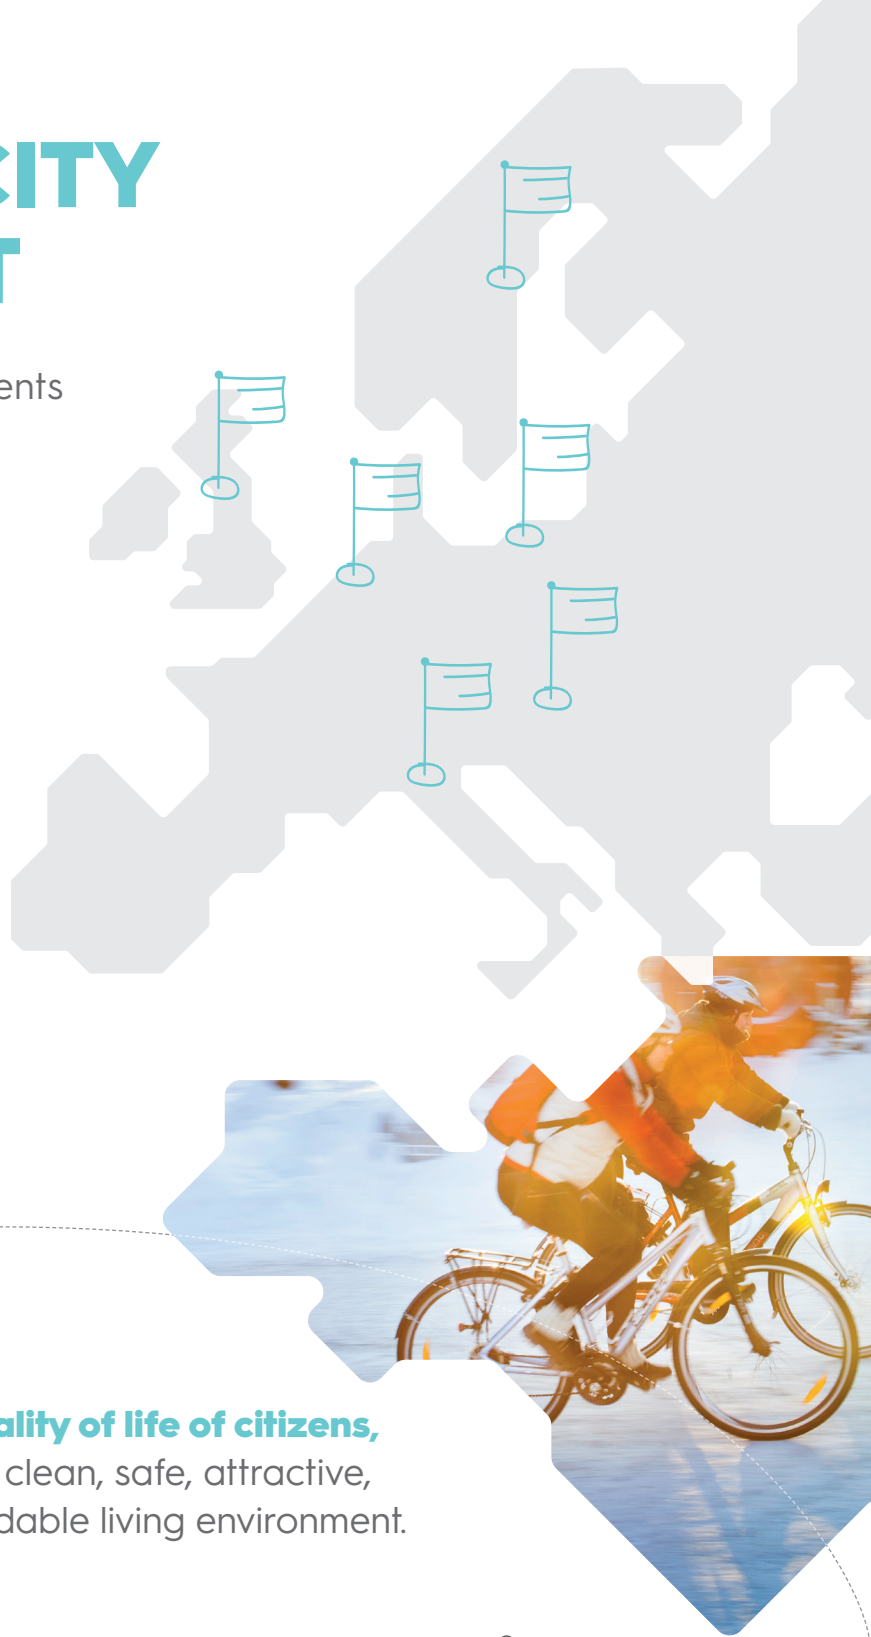 CITY
T
ents
ality of life of citizens,
clean, safe, attractive,
dable living environment.